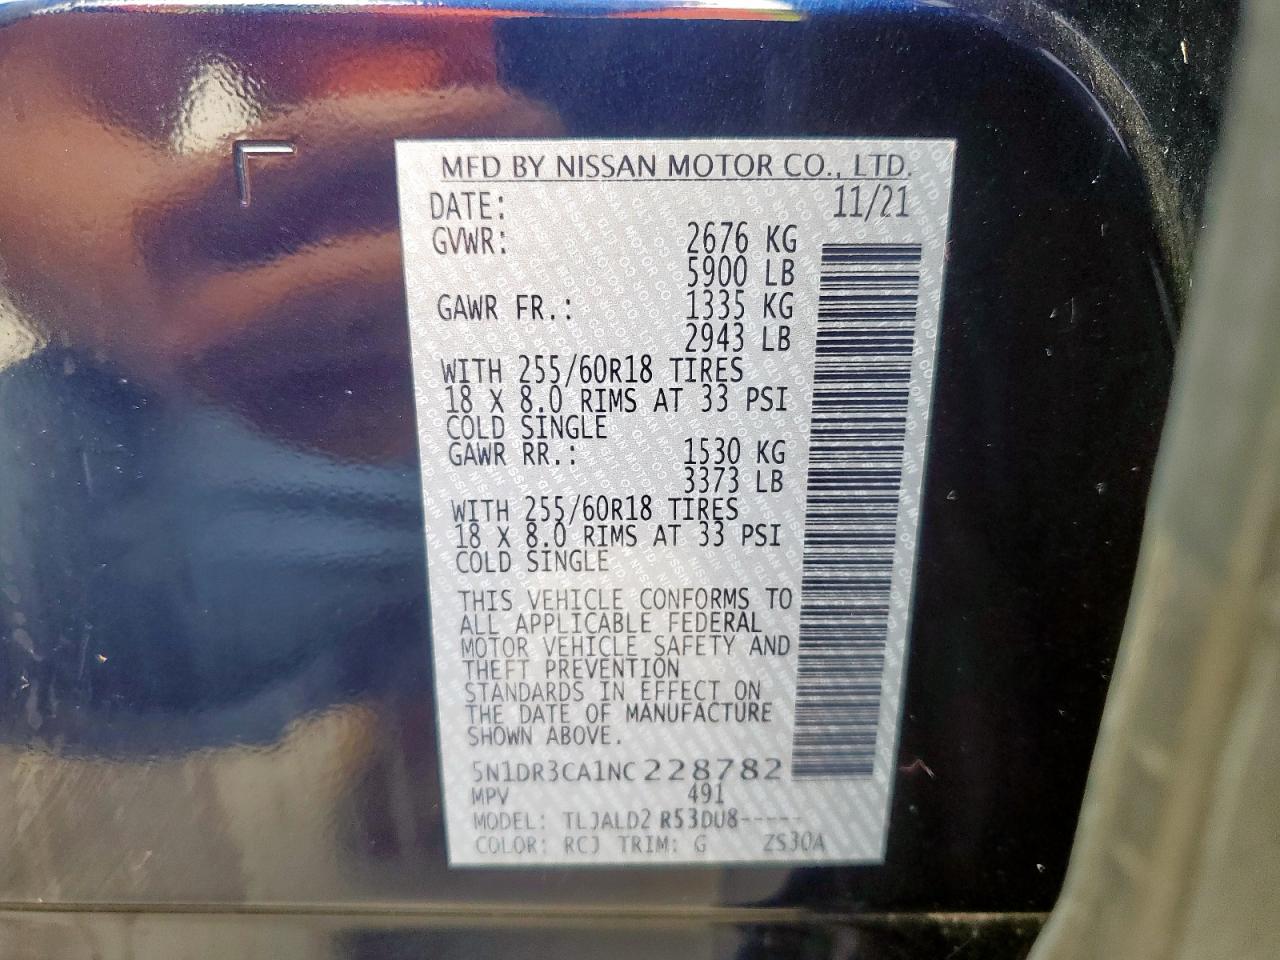 MFD BY NISSAN MOTOR CO., LTD.
DATE: 11/21
GVWR: 2676 KG
5900 LB
GAWR FR.: 1335 KG
2943 LB
WITH 255/60R18 TIRES
18 X 8.0 RIMS AT 33 PSI
COLD SINGLE
GAWR RR.: 1530 KG
3373 LB
WITH 255/60R18 TIRES
18 X 8.0 RIMS AT 33 PSI
COLD SINGLE
THIS VEHICLE CONFORMS TO
ALL APPLICABLE FEDERAL
MOTOR VEHICLE SAFETY AND
THEFT PREVENTION
STANDARDS IN EFFECT ON
THE DATE OF MANUFACTURE
SHOWN ABOVE.
5N1DR3CA1NC228782
MPV 491
MODEL: TLJALD2 R53DU8-----
COLOR: RCJ TRIM: G ZS30A